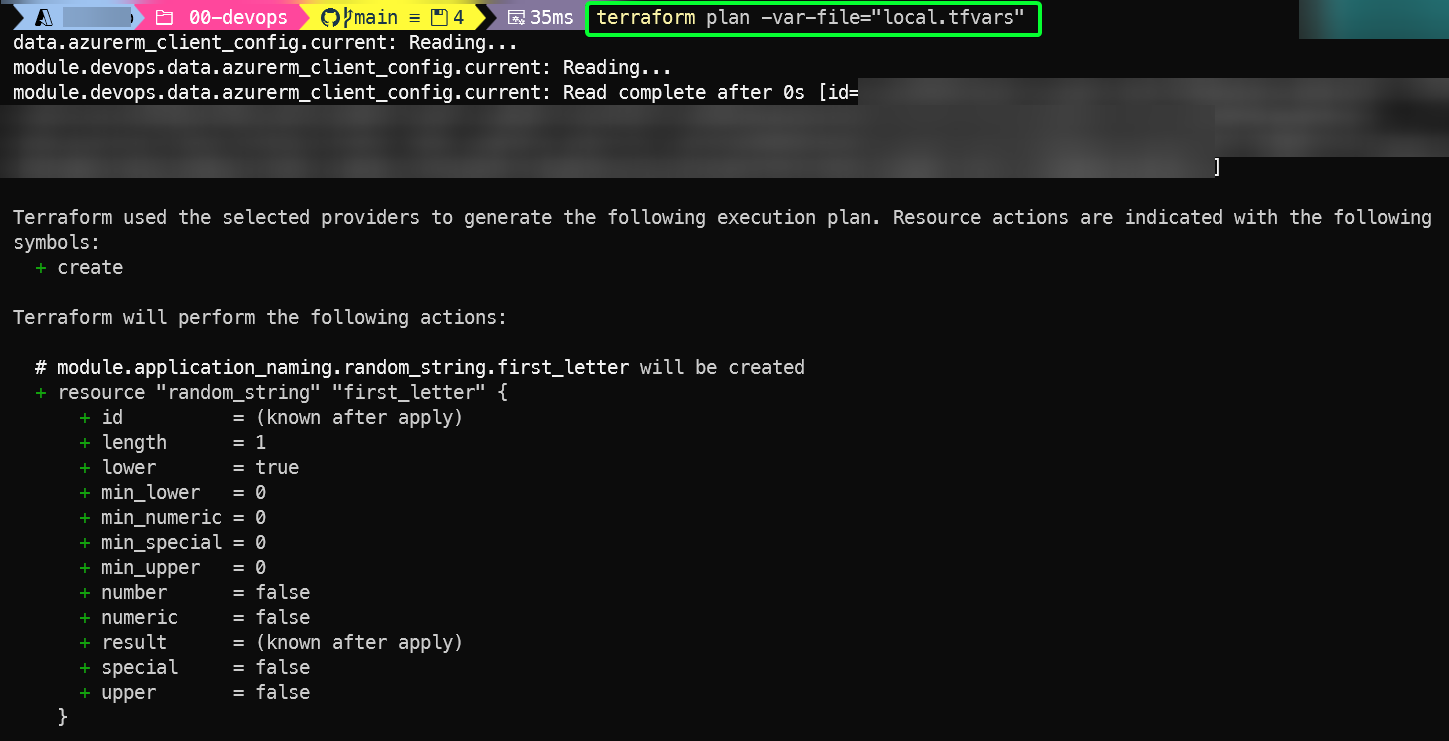 00-devops main ≡ 4 35ms terraform plan -var-file="local.tfvars"
data.azurerm_client_config.current: Reading...
module.devops.data.azurerm_client_config.current: Reading...
module.devops.data.azurerm_client_config.current: Read complete after 0s [id=
]
Terraform used the selected providers to generate the following execution plan. Resource actions are indicated with the following
symbols:
+ create
Terraform will perform the following actions:
# module.application_naming.random_string.first_letter will be created
+ resource "random_string" "first_letter" {
+ id = (known after apply)
+ length = 1
+ lower = true
+ min_lower = 0
+ min_numeric = 0
+ min_special = 0
+ min_upper = 0
+ number = false
+ numeric = false
+ result = (known after apply)
+ special = false
+ upper = false
}